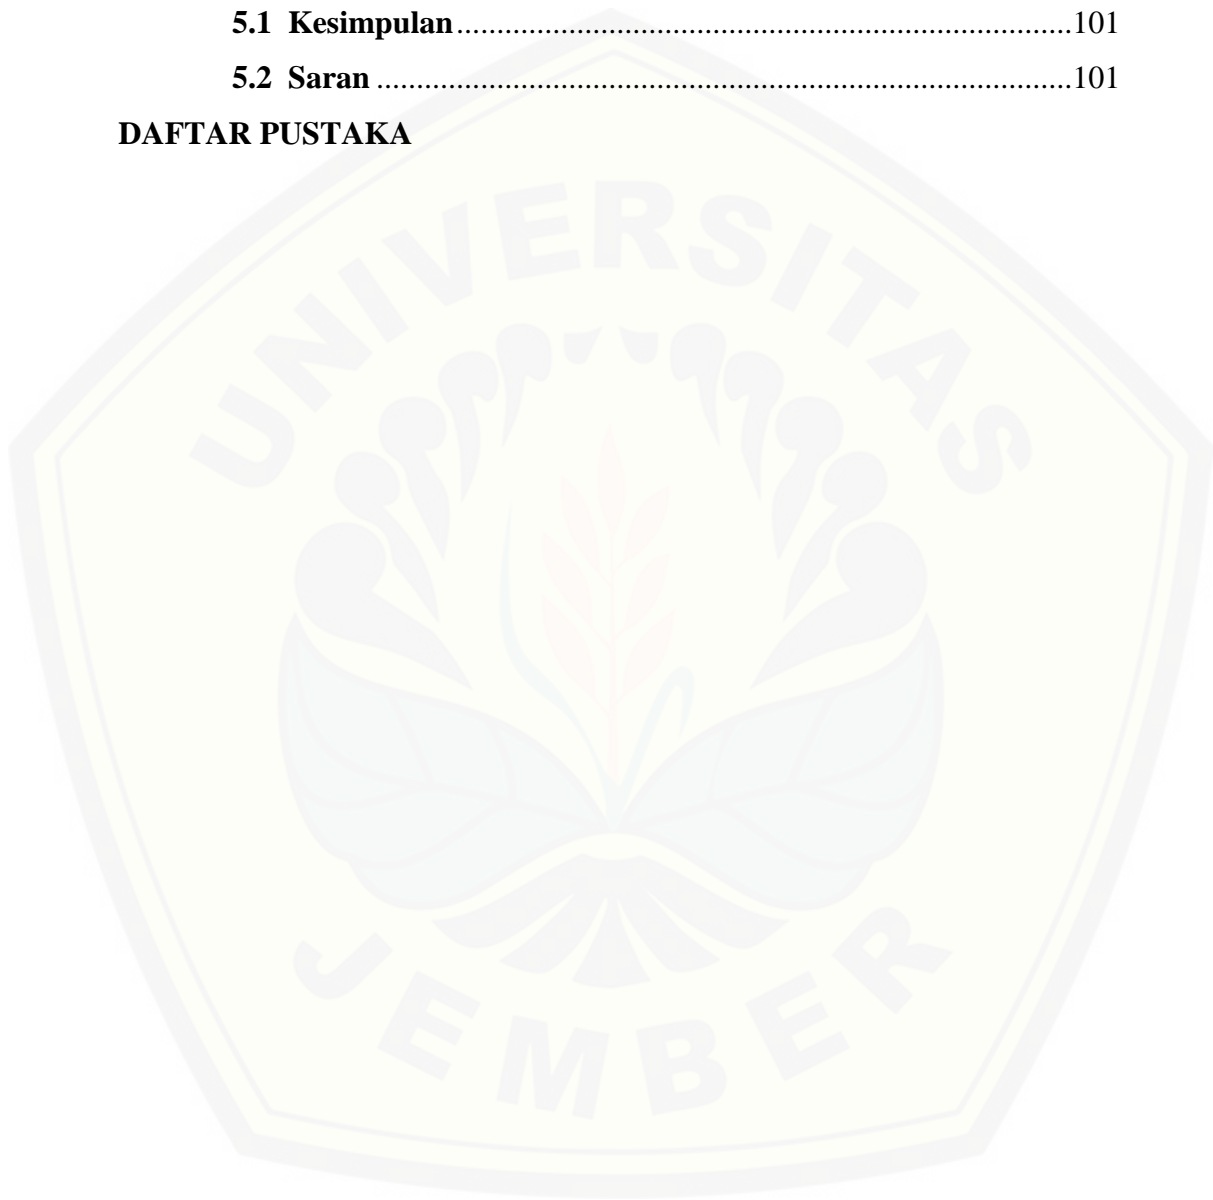 5.1 Kesimpulan..............................................................................101
5.2 Saran........................................................................................101
DAFTAR PUSTAKA
UNIVERSITAS
JEMBER